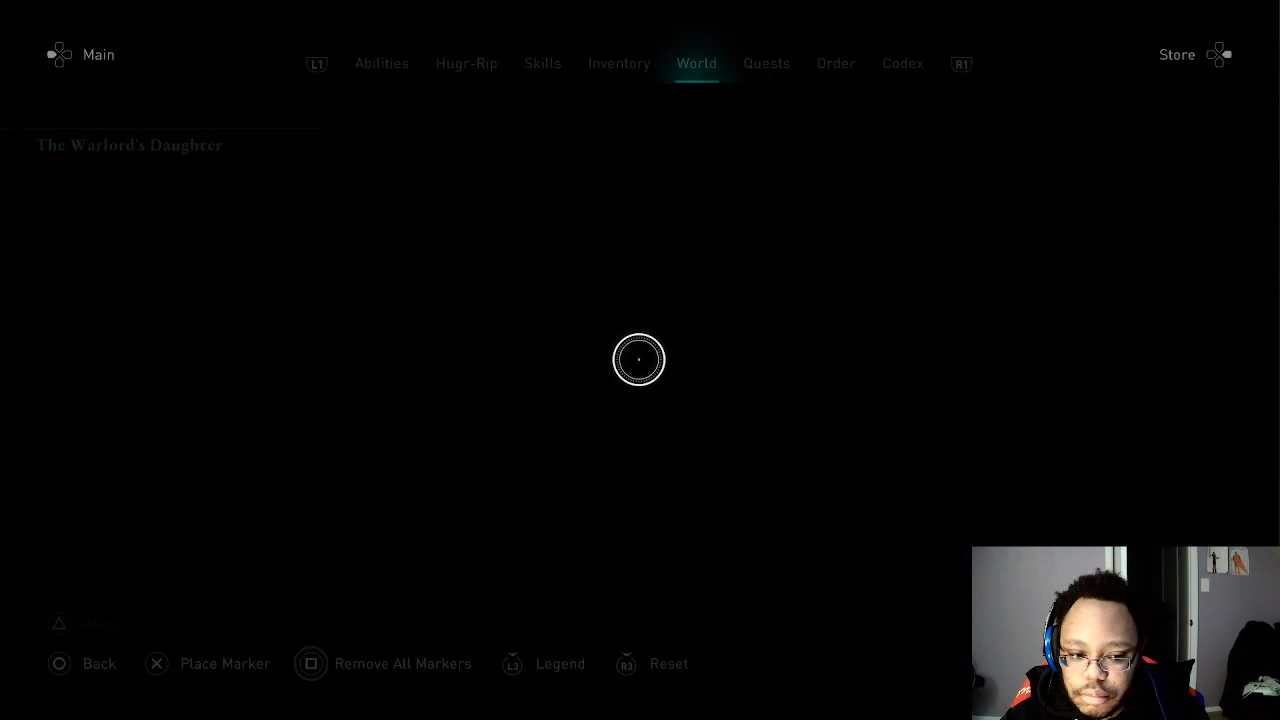 Main
L1 Abilities Hugr-Rip Skills Inventory World Quests Order Codex R1
Store
The Warlord's Daughter
Back Place Marker Remove All Markers L3 Legend R3 Reset